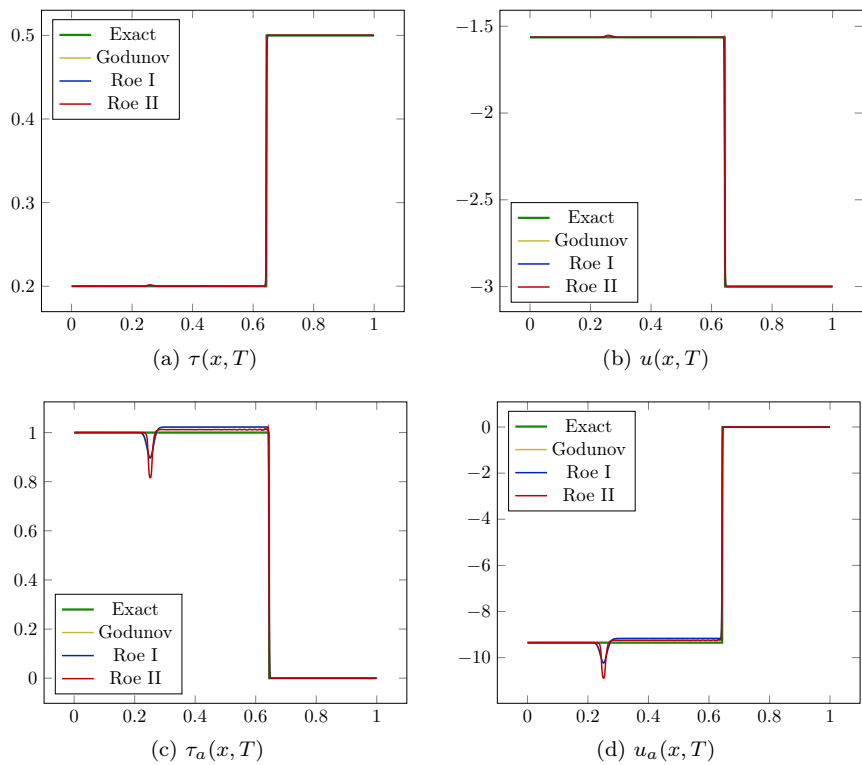 0.5
0.4
0.3
0.2
0 0.2 0.4 0.6 0.8 1
Exact
Godunov
Roe I
Roe II
(a) τ(x, T)
−1.5
−2
−2.5
−3
0 0.2 0.4 0.6 0.8 1
Exact
Godunov
Roe I
Roe II
(b) u(x, T)
1
0.8
0.6
0.4
0.2
0
0 0.2 0.4 0.6 0.8 1
Exact
Godunov
Roe I
Roe II
(c) τ_a(x, T)
0
−2
−4
−6
−8
−10
0 0.2 0.4 0.6 0.8 1
Exact
Godunov
Roe I
Roe II
(d) u_a(x, T)